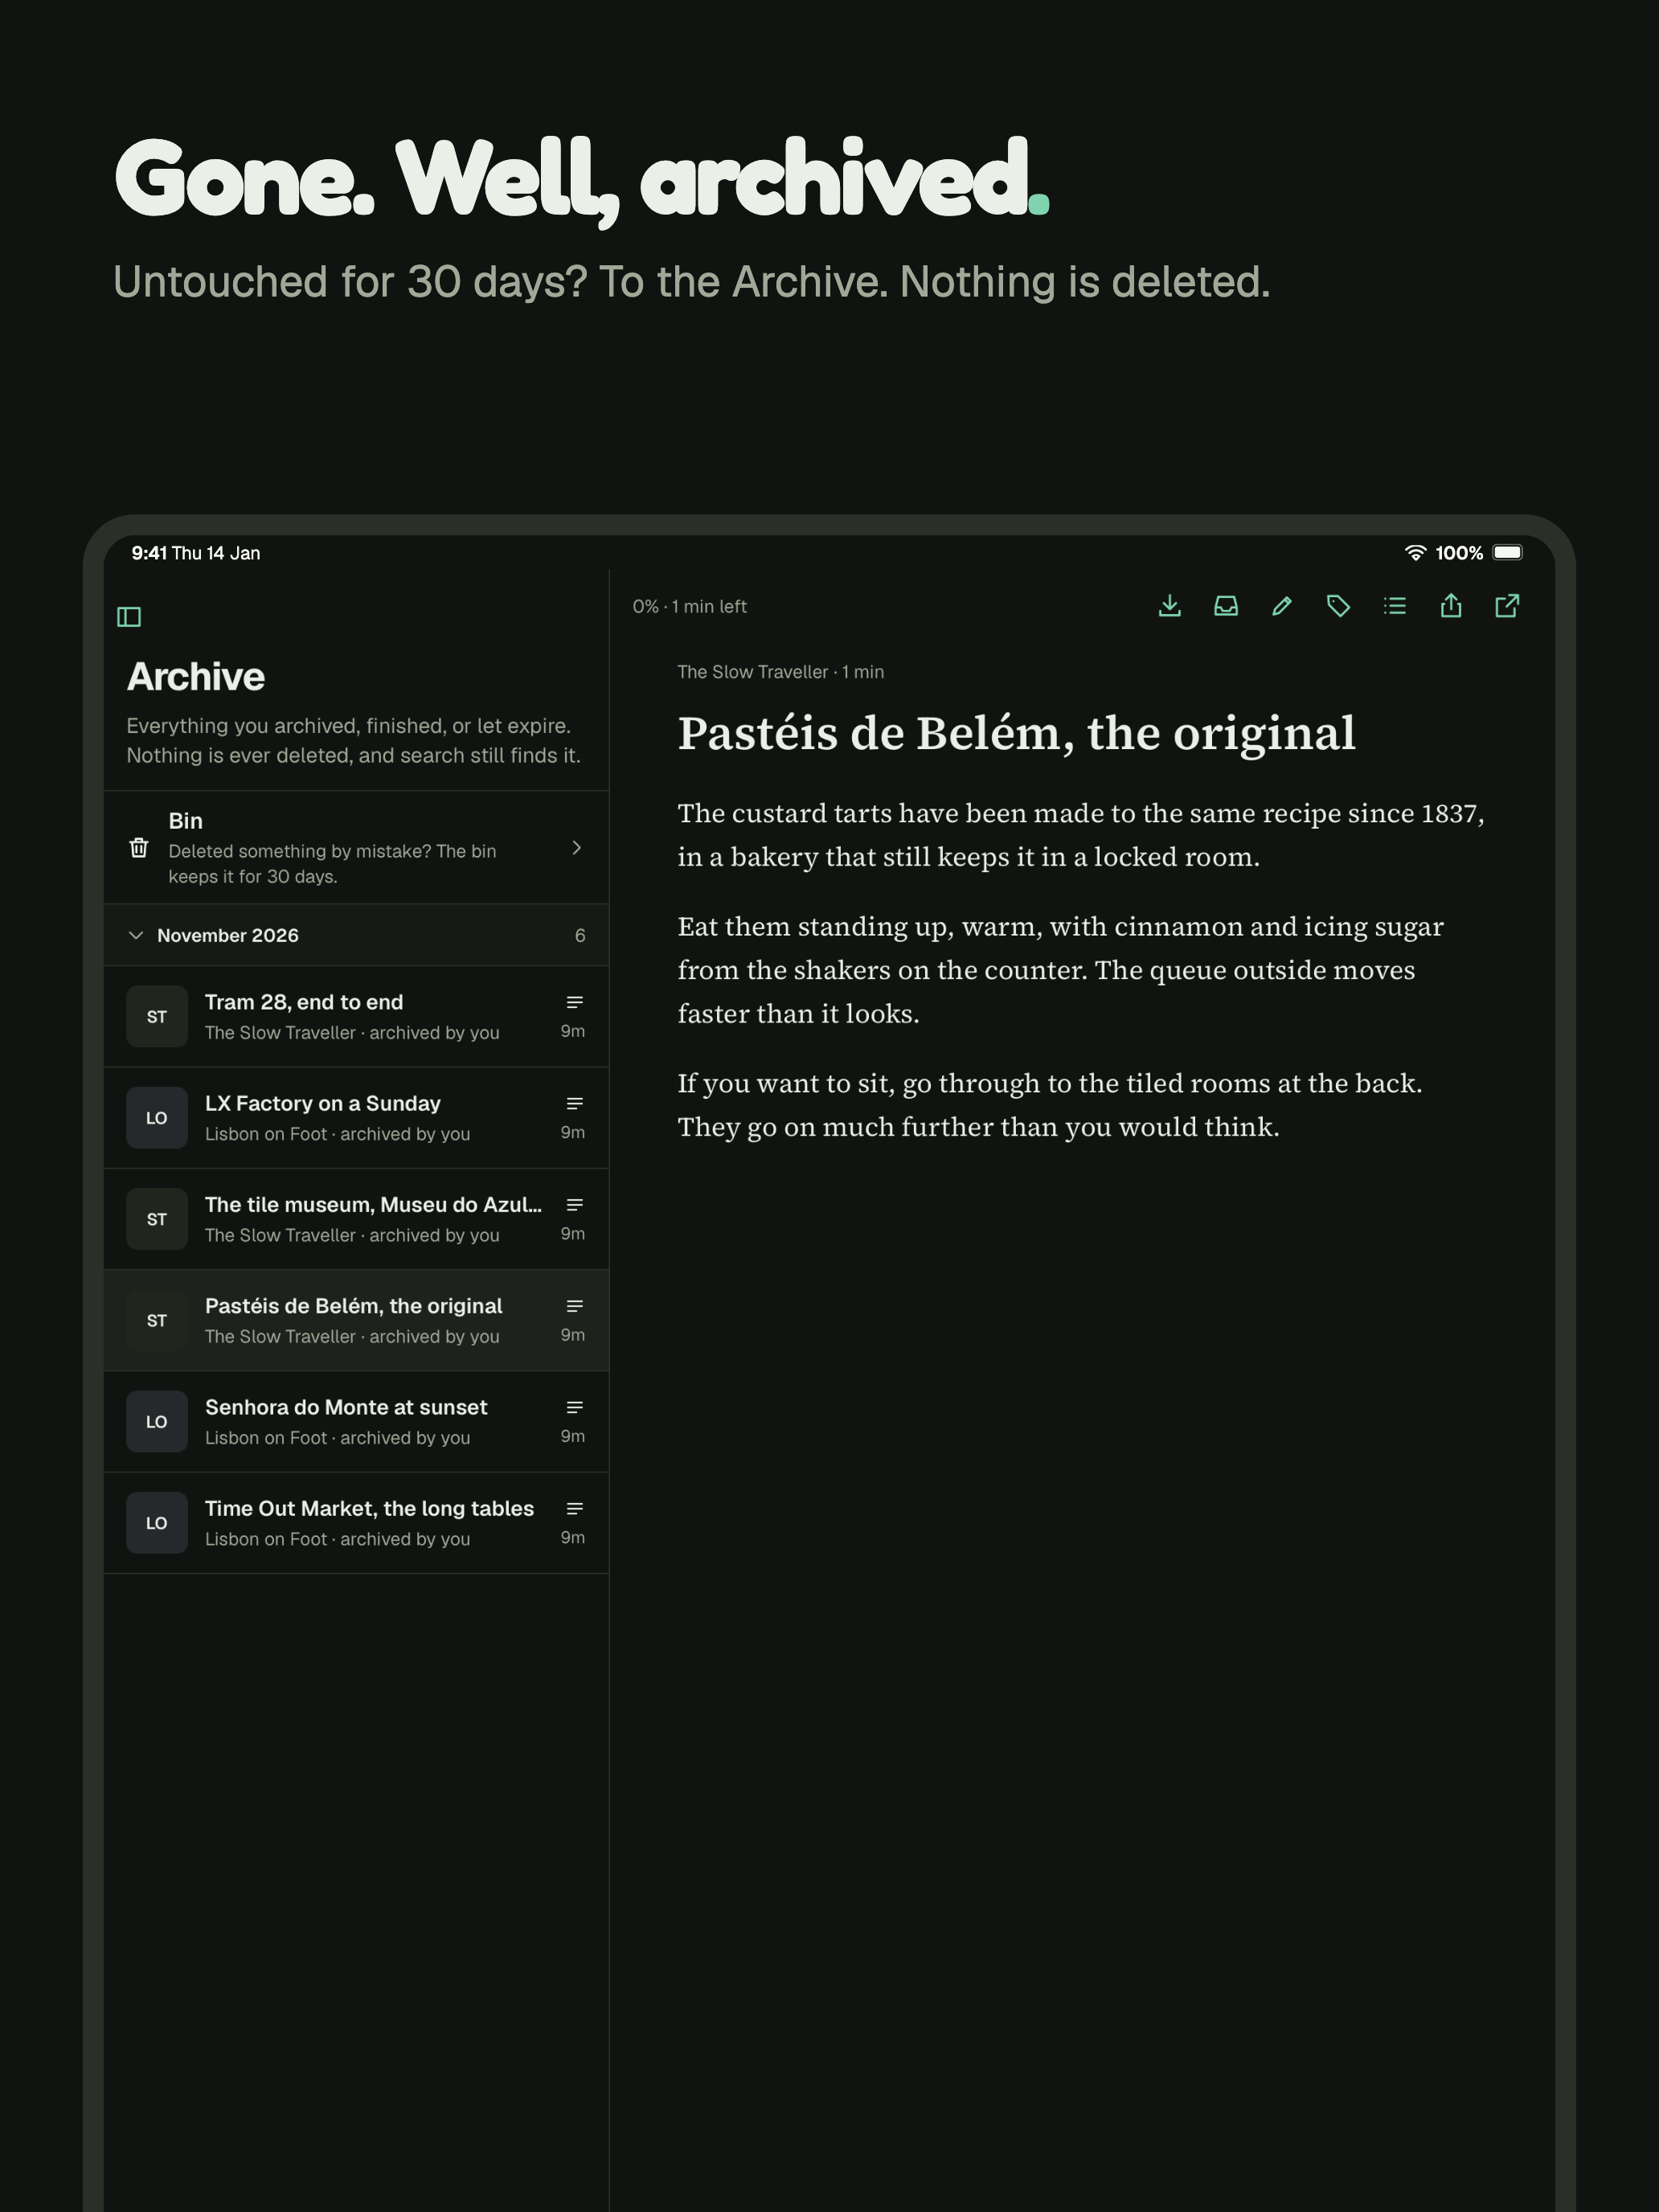 Gone. Well, archived.
Untouched for 30 days? To the Archive. Nothing is deleted.
9:41 Thu 14 Jan
100%
Archive
Everything you archived, finished, or let expire.
Nothing is ever deleted, and search still finds it.
Bin
Deleted something by mistake? The bin
keeps it for 30 days.
November 2026
6
ST
Tram 28, end to end
The Slow Traveller · archived by you
9m
LO
LX Factory on a Sunday
Lisbon on Foot · archived by you
9m
ST
The tile museum, Museu do Azul...
The Slow Traveller · archived by you
9m
ST
Pastéis de Belém, the original
The Slow Traveller · archived by you
9m
LO
Senhora do Monte at sunset
Lisbon on Foot · archived by you
9m
LO
Time Out Market, the long tables
Lisbon on Foot · archived by you
9m
0% · 1 min left
The Slow Traveller · 1 min
Pastéis de Belém, the original
The custard tarts have been made to the same recipe since 1837,
in a bakery that still keeps it in a locked room.
Eat them standing up, warm, with cinnamon and icing sugar
from the shakers on the counter. The queue outside moves
faster than it looks.
If you want to sit, go through to the tiled rooms at the back.
They go on much further than you would think.